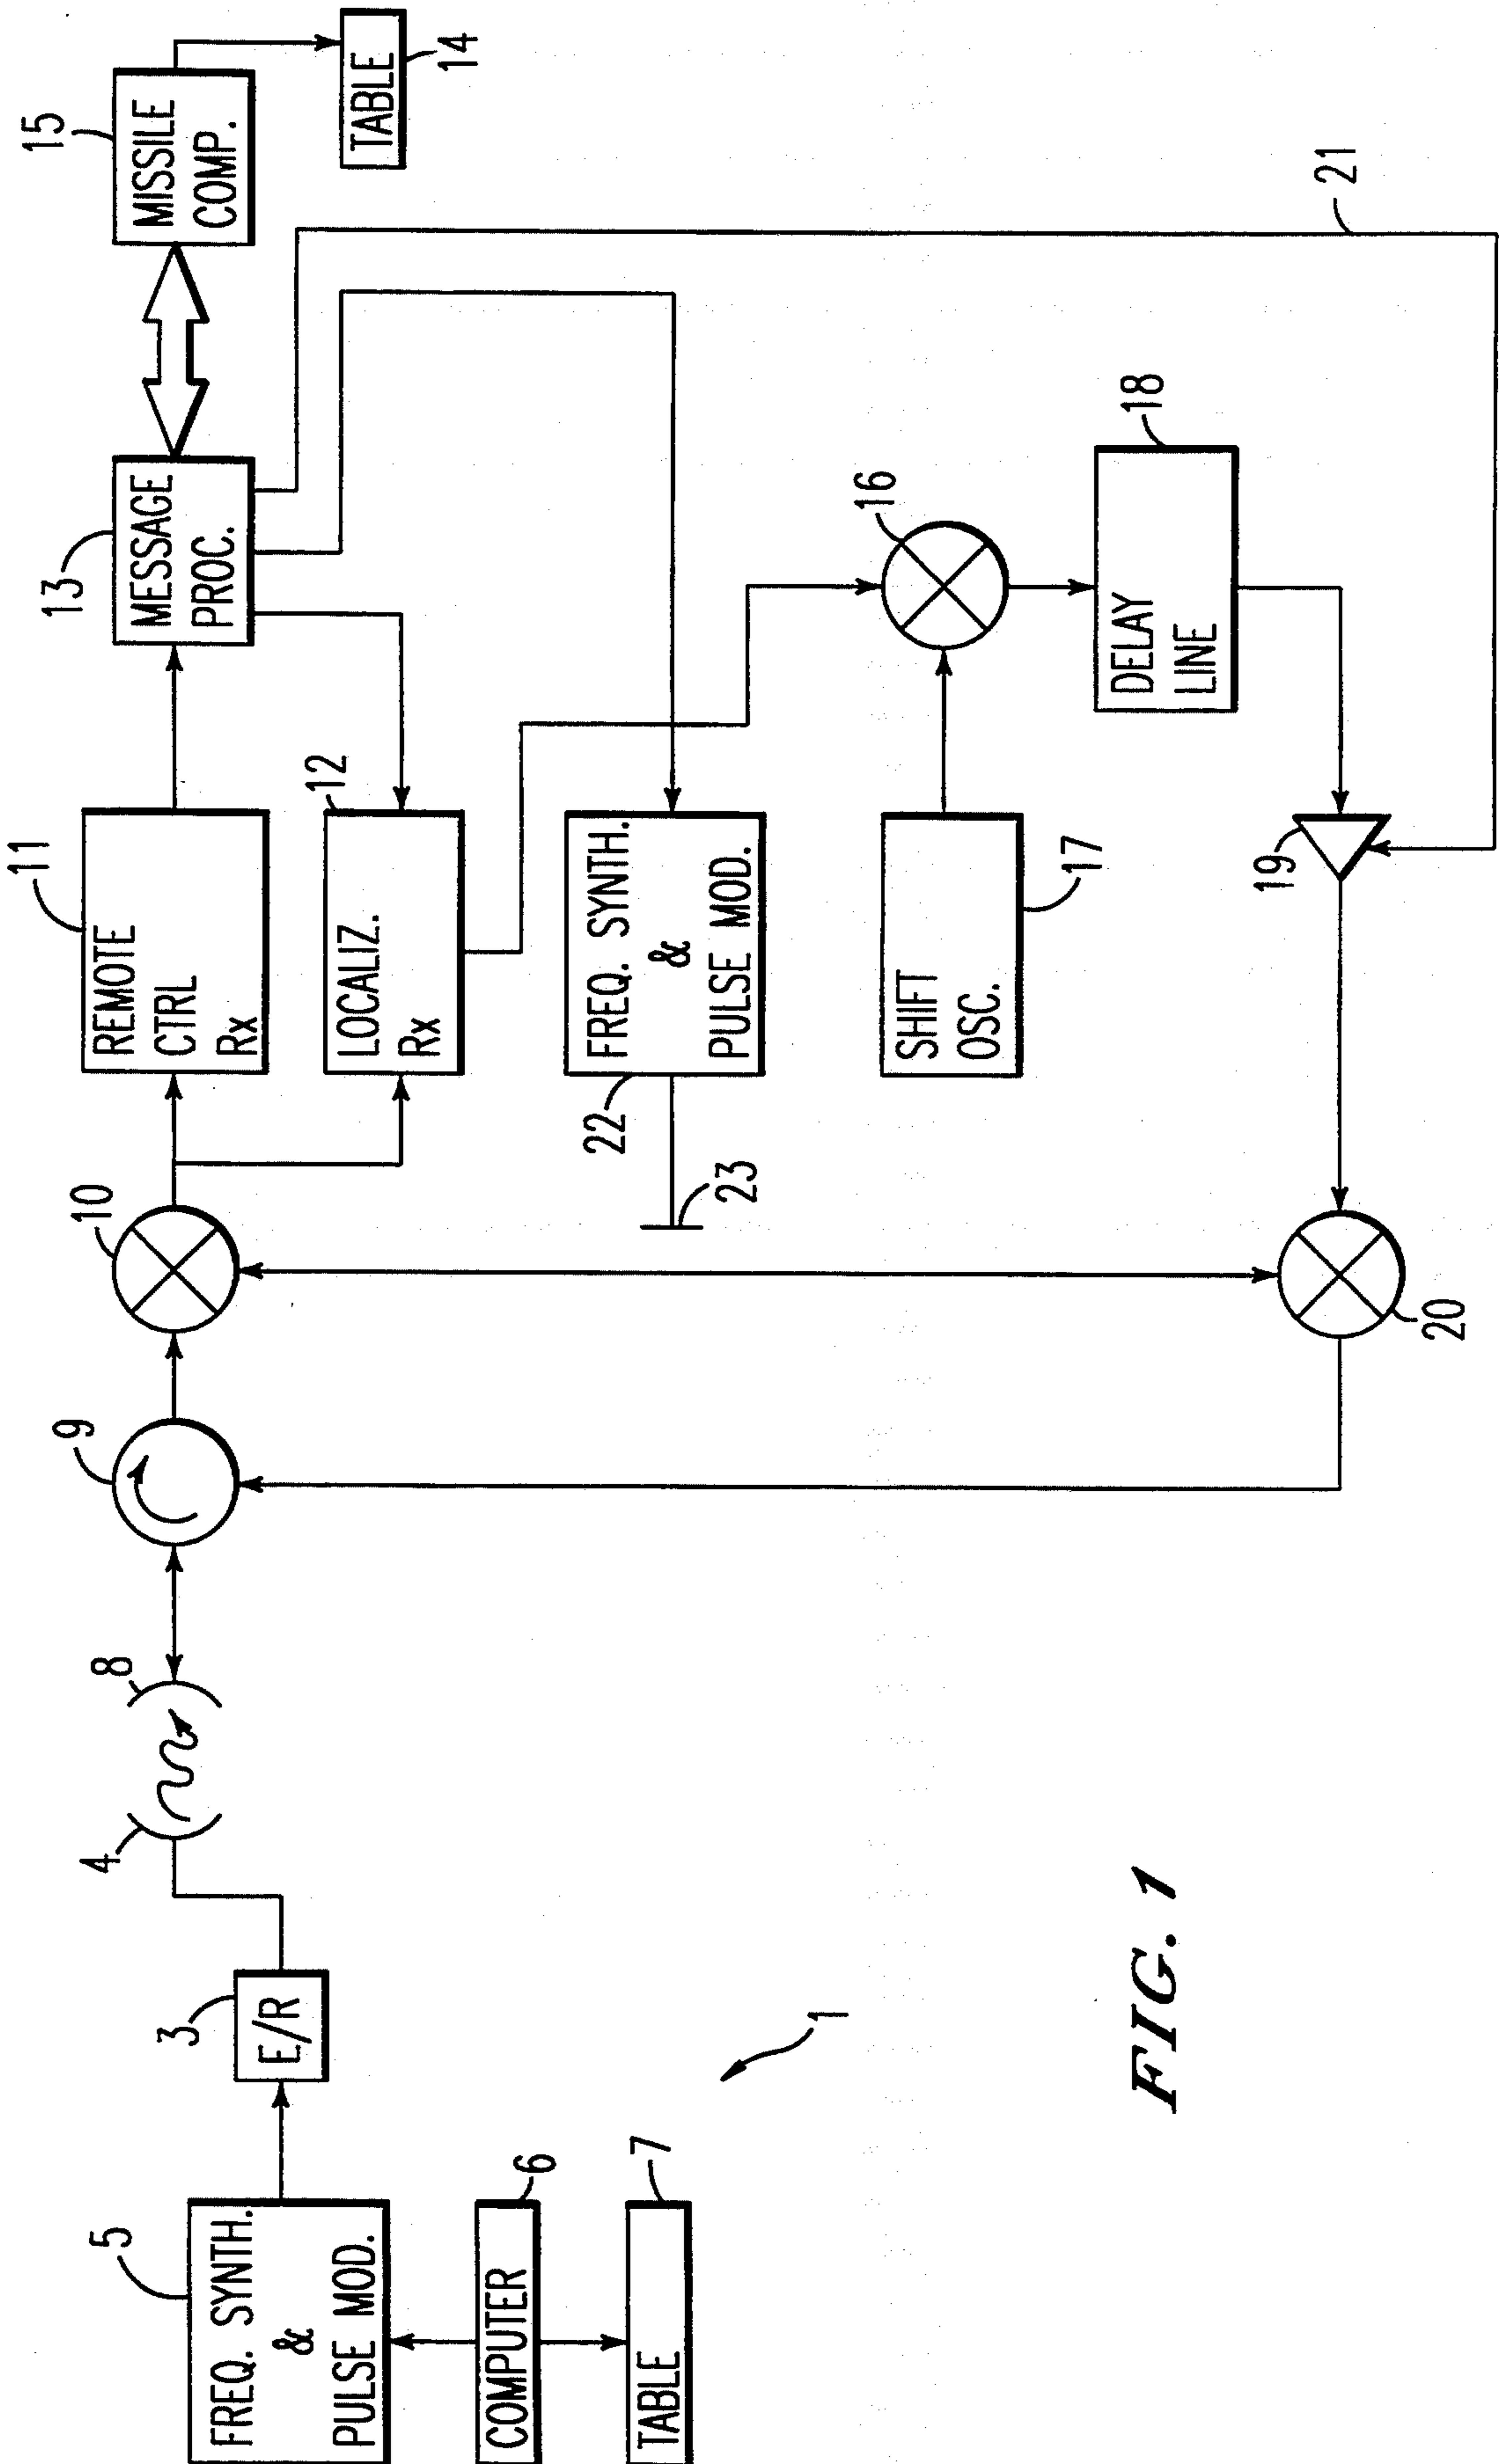 5
FREQ. SYNTH.
&
PULSE MOD.
6
COMPUTER
7
TABLE
3
E/R
1
4
8
9
10
11
REMOTE
CTRL
Rx
12
LOCALIZ.
Rx
13
MESSAGE
PROC.
15
MISSILE
COMP.
TABLE
14
22
FREQ. SYNTH.
&
PULSE MOD.
23
SHIFT
OSC.
17
16
18
DELAY
LINE
19
20
21
FIG. 1